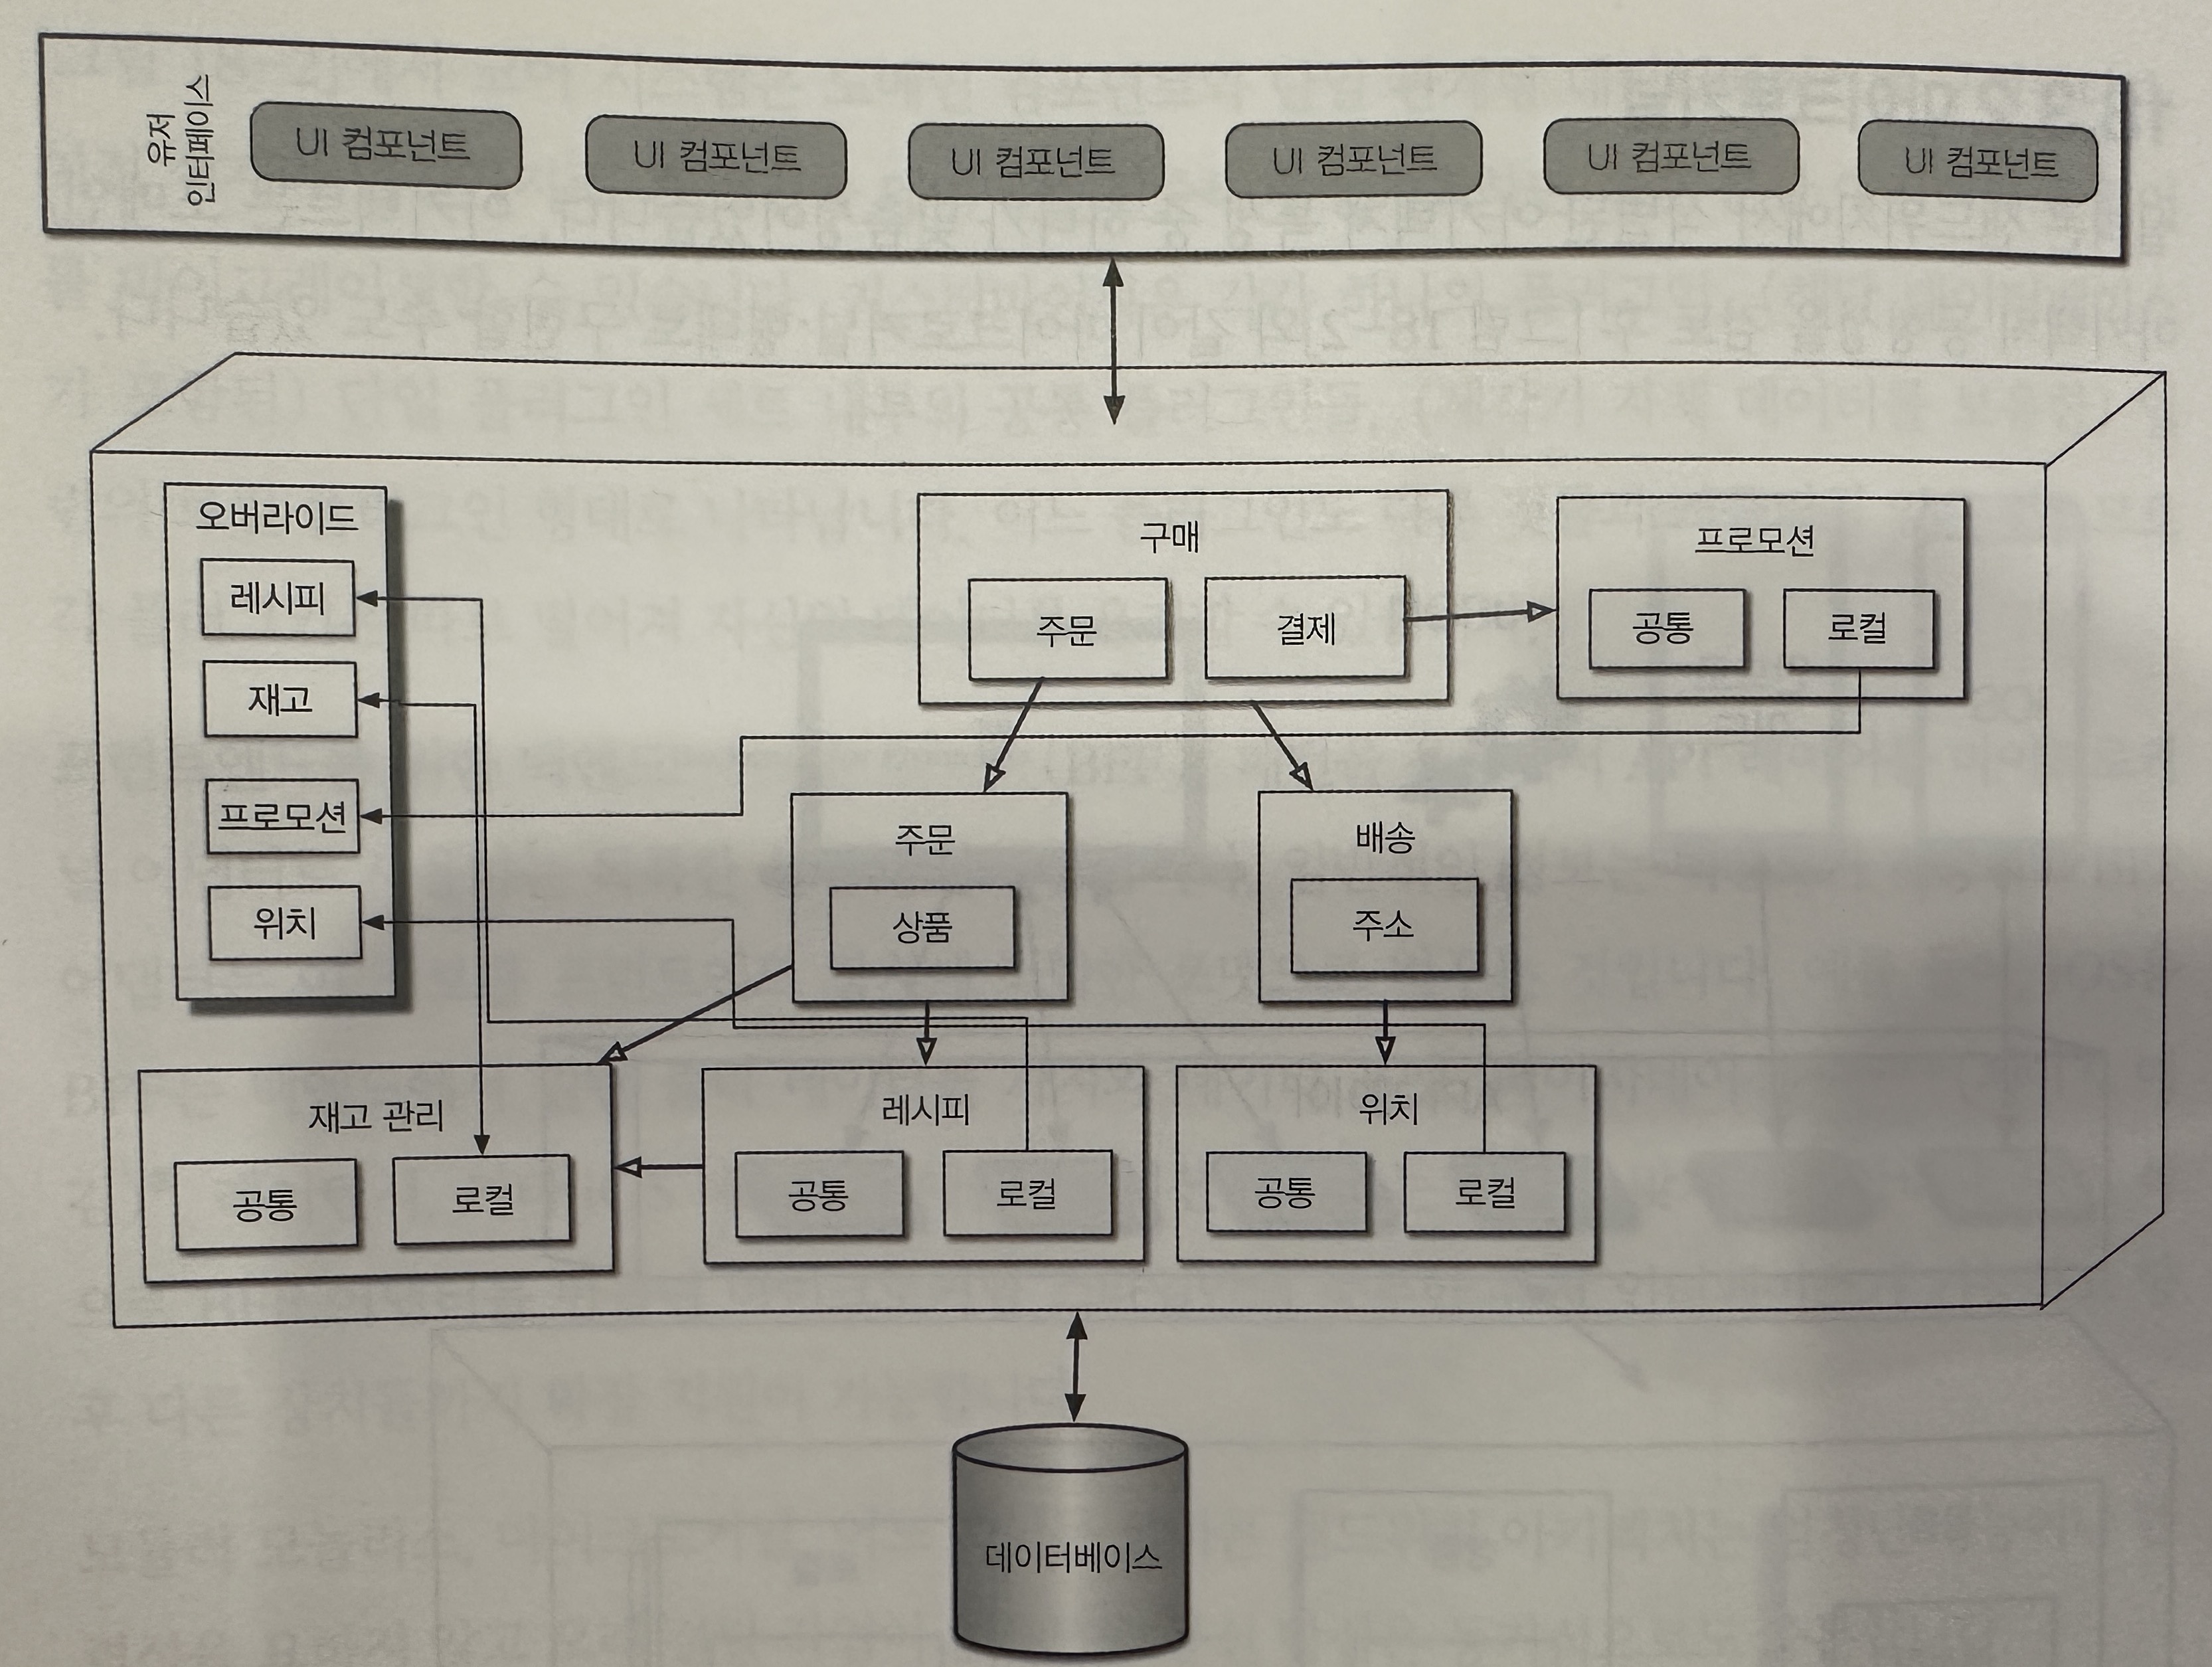 유저
인터페이스
UI 컴포넌트
UI 컴포넌트
UI 컴포넌트
UI 컴포넌트
UI 컴포넌트
UI 컴포넌트
오버라이드
레시피
재고
프로모션
위치
구매
주문
결제
프로모션
공통
로컬
주문
상품
배송
주소
재고 관리
공통
로컬
레시피
공통
로컬
위치
공통
로컬
데이터베이스